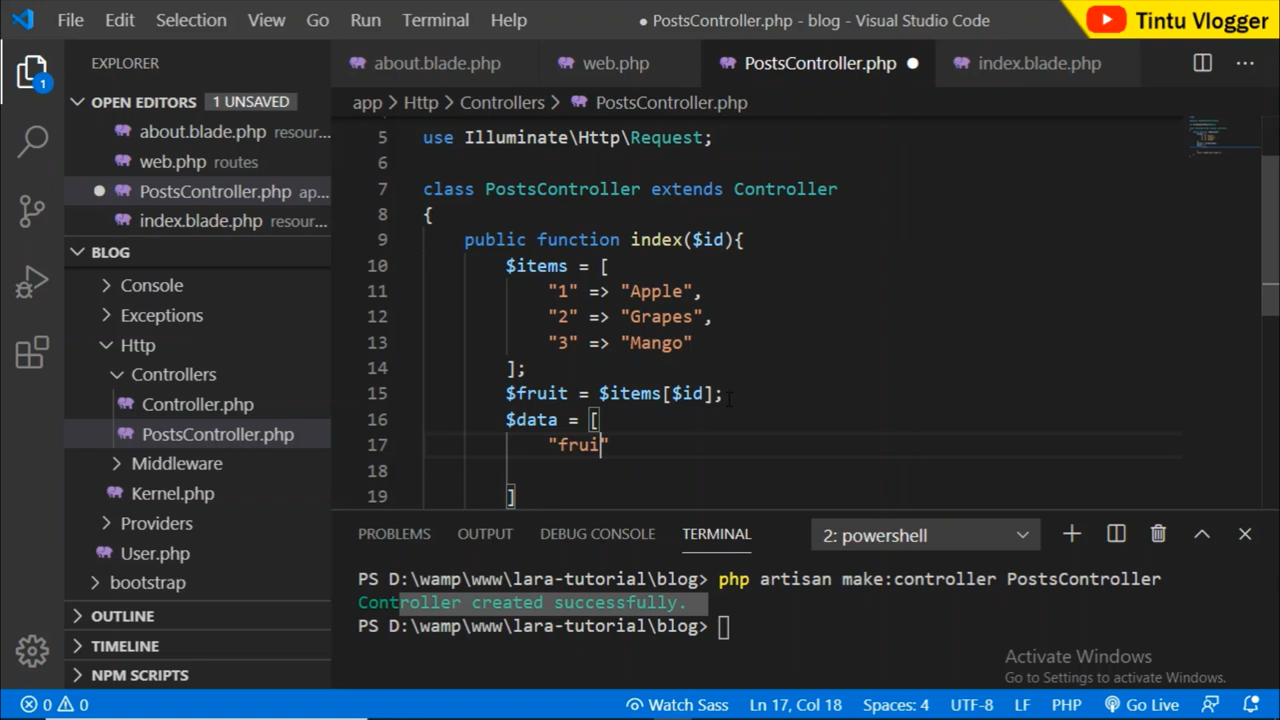 File Edit Selection View Go Run Terminal Help ● PostsController.php - blog - Visual Studio Code
Tintu Vlogger
EXPLORER
about.blade.php web.php PostsController.php index.blade.php
OPEN EDITORS 1 UNSAVED
about.blade.php resour...
web.php routes
PostsController.php ap...
index.blade.php resour...
BLOG
Console
Exceptions
Http
Controllers
Controller.php
PostsController.php
Middleware
Kernel.php
Providers
User.php
bootstrap
OUTLINE
TIMELINE
NPM SCRIPTS
1
app > Http > Controllers > PostsController.php
5 use Illuminate\Http\Request;
6
7 class PostsController extends Controller
8 {
9 public function index($id){
10 $items = [
11 "1" => "Apple",
12 "2" => "Grapes",
13 "3" => "Mango"
14 ];
15 $fruit = $items[$id];
16 $data = [
17 "frui"
18
19 ]
PROBLEMS OUTPUT DEBUG CONSOLE TERMINAL 2: powershell
PS D:\wamp\www\lara-tutorial\blog> php artisan make:controller PostsController
Controller created successfully.
PS D:\wamp\www\lara-tutorial\blog>
Activate Windows
Go to Settings to activate Windows.
0 0 Watch Sass Ln 17, Col 18 Spaces: 4 UTF-8 LF PHP Go Live